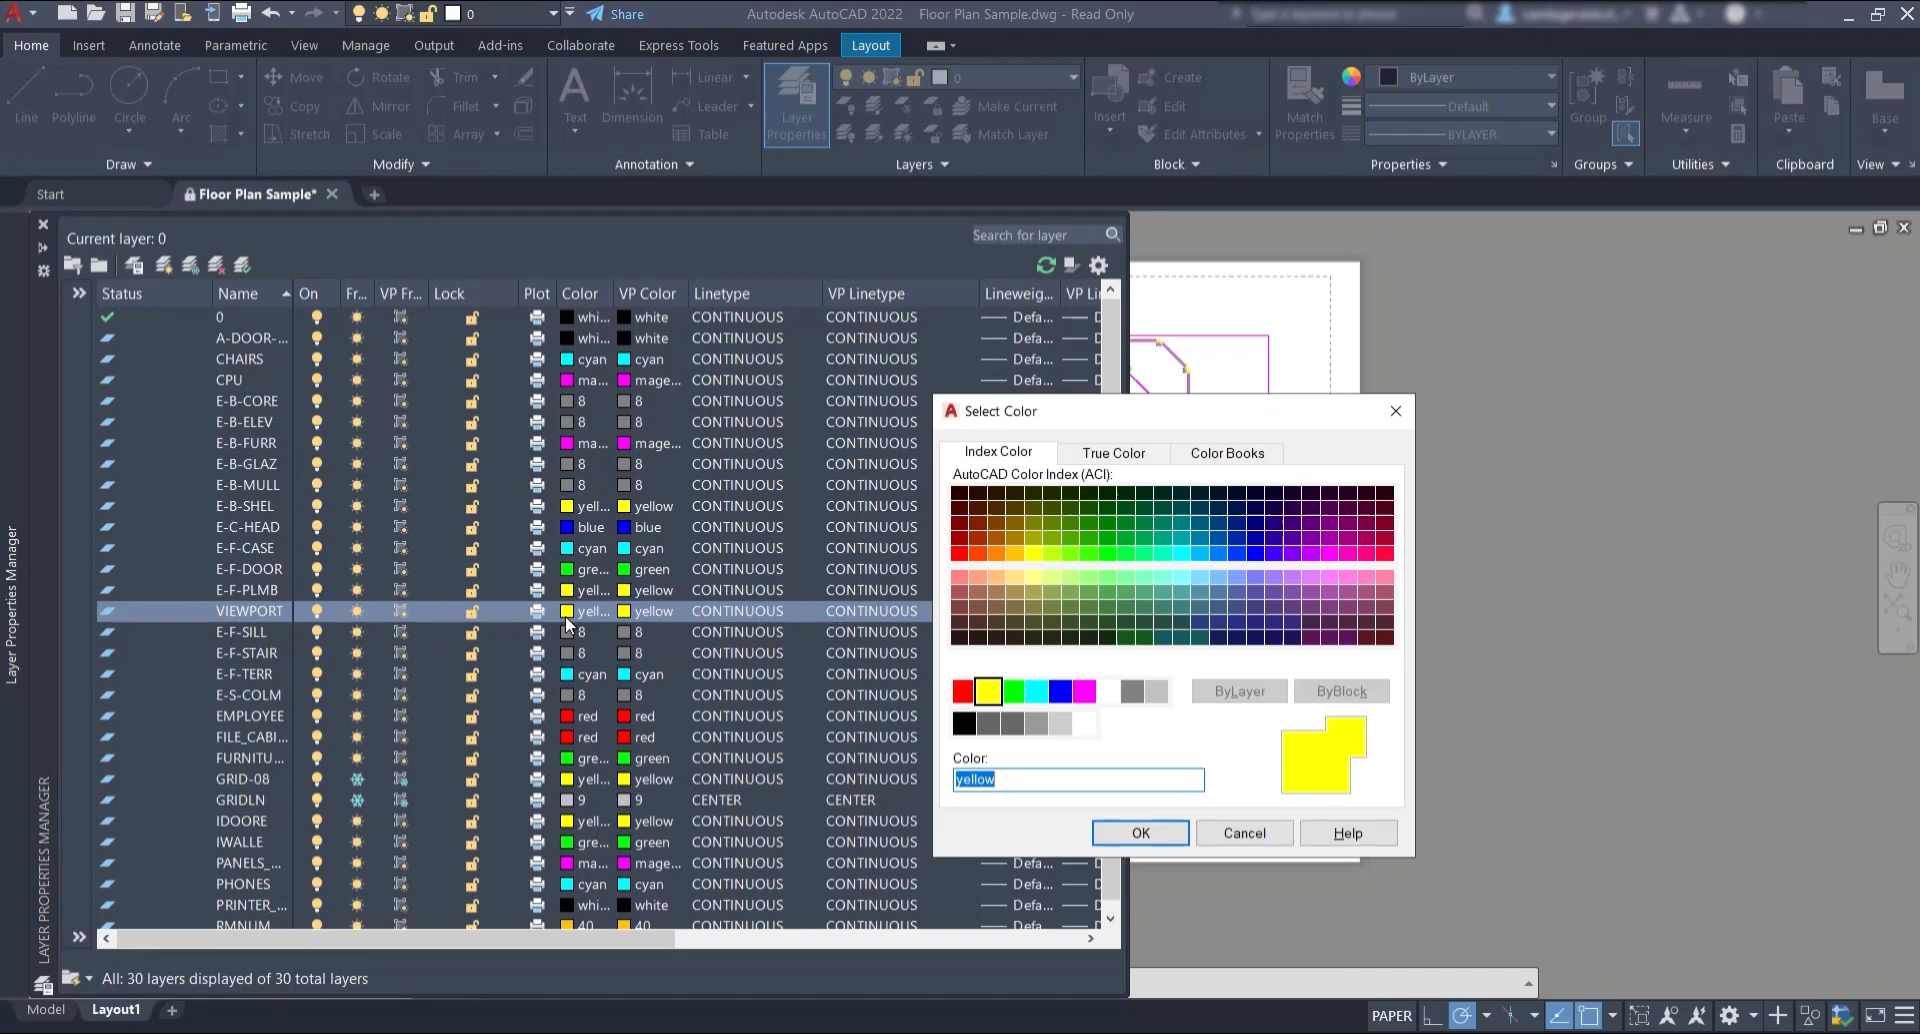 0
Share
Autodesk AutoCAD 2022 Floor Plan Sample.dwg - Read Only
Home Insert Annotate Parametric View Manage Output Add-ins Collaborate Express Tools Featured Apps Layout
Move Rotate Trim Linear 0 Create ByLayer
Line Polyline Circle Arc Copy Mirror Fillet Text Dimension Leader Layer Properties Make Current Insert Edit Match Properties Default Group Measure Paste Base
Stretch Scale Array Table Match Layer Edit Attributes BYLAYER
Draw Modify Annotation Layers Block Properties Groups Utilities Clipboard View
Start Floor Plan Sample*
Current layer: 0 Search for layer
Status Name On Fr... VP Fr... Lock Plot Color VP Color Linetype VP Linetype Lineweig... VP Li
0 whi... white CONTINUOUS CONTINUOUS Defa...
A-DOOR-... whi... white CONTINUOUS CONTINUOUS Defa...
CHAIRS cyan cyan CONTINUOUS CONTINUOUS Defa...
CPU ma... mage... CONTINUOUS CONTINUOUS Defa...
E-B-CORE 8 8 CONTINUOUS CONTINUOUS
E-B-ELEV 8 8 CONTINUOUS CONTINUOUS
E-B-FURR ma... mage... CONTINUOUS CONTINUOUS
E-B-GLAZ 8 8 CONTINUOUS CONTINUOUS
E-B-MULL 8 8 CONTINUOUS CONTINUOUS
E-B-SHEL yell... yellow CONTINUOUS CONTINUOUS
E-C-HEAD blue blue CONTINUOUS CONTINUOUS
E-F-CASE cyan cyan CONTINUOUS CONTINUOUS
E-F-DOOR gre... green CONTINUOUS CONTINUOUS
E-F-PLMB yell... yellow CONTINUOUS CONTINUOUS
VIEWPORT yell... yellow CONTINUOUS CONTINUOUS
E-F-SILL 8 8 CONTINUOUS CONTINUOUS
E-F-STAIR 8 8 CONTINUOUS CONTINUOUS
E-F-TERR cyan cyan CONTINUOUS CONTINUOUS
E-S-COLM 8 8 CONTINUOUS CONTINUOUS
EMPLOYEE red red CONTINUOUS CONTINUOUS
FILE_CABI... red red CONTINUOUS CONTINUOUS
FURNITU... gre... green CONTINUOUS CONTINUOUS
GRID-08 yell... yellow CONTINUOUS CONTINUOUS
GRIDLN 9 9 CENTER CENTER
IDOORE yell... yellow CONTINUOUS CONTINUOUS
IWALLE gre... green CONTINUOUS CONTINUOUS
PANELS_... ma... mage... CONTINUOUS CONTINUOUS Defa...
PHONES cyan cyan CONTINUOUS CONTINUOUS Defa...
PRINTER_... whi... white CONTINUOUS CONTINUOUS Defa...
RMNUM 40 40 CONTINUOUS CONTINUOUS Defa...
All: 30 layers displayed of 30 total layers
Layer Properties Manager
LAYER PROPERTIES MANAGER
Select Color
Index Color True Color Color Books
AutoCAD Color Index (ACI):
ByLayer ByBlock
Color:
yellow
OK Cancel Help
Model Layout1
PAPER